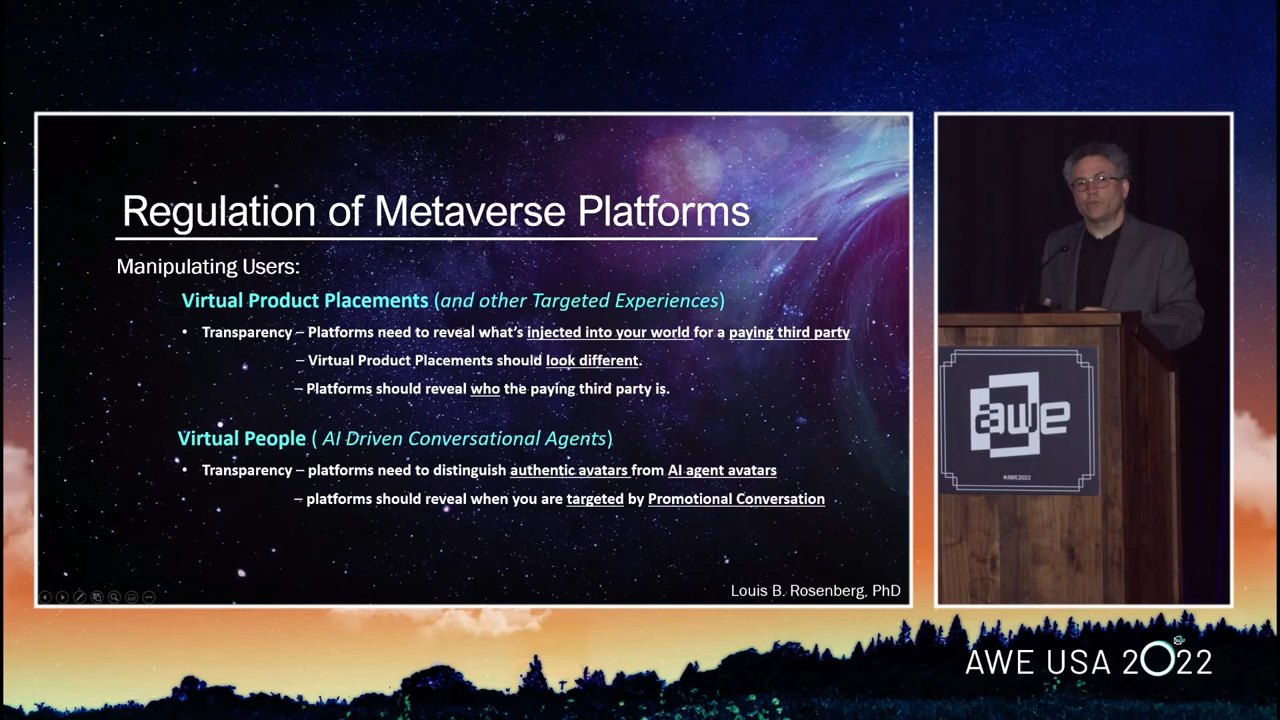 Regulation of Metaverse Platforms
Manipulating Users:
Virtual Product Placements (and other Targeted Experiences)
• Transparency – Platforms need to reveal what's injected into your world for a paying third party
– Virtual Product Placements should look different.
– Platforms should reveal who the paying third party is.
Virtual People ( AI Driven Conversational Agents)
• Transparency – platforms need to distinguish authentic avatars from AI agent avatars
– platforms should reveal when you are targeted by Promotional Conversation
Louis B. Rosenberg, PhD
awe
#AWE2022
AWE USA 2022